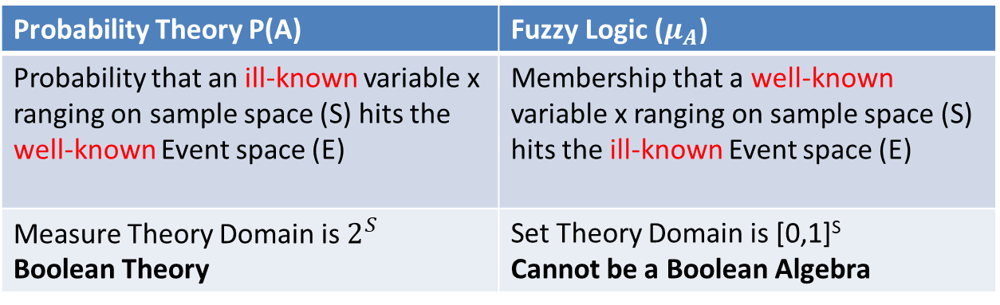 Probability Theory P(A)
Fuzzy Logic (𝝁𝑨)
Probability that an ill-known variable x
ranging on sample space (S) hits the
well-known Event space (E)
Membership that a well-known
variable x ranging on sample space (S)
hits the ill-known Event space (E)
Measure Theory Domain is 2ˢ
Boolean Theory
Set Theory Domain is [0,1]ˢ
Cannot be a Boolean Algebra